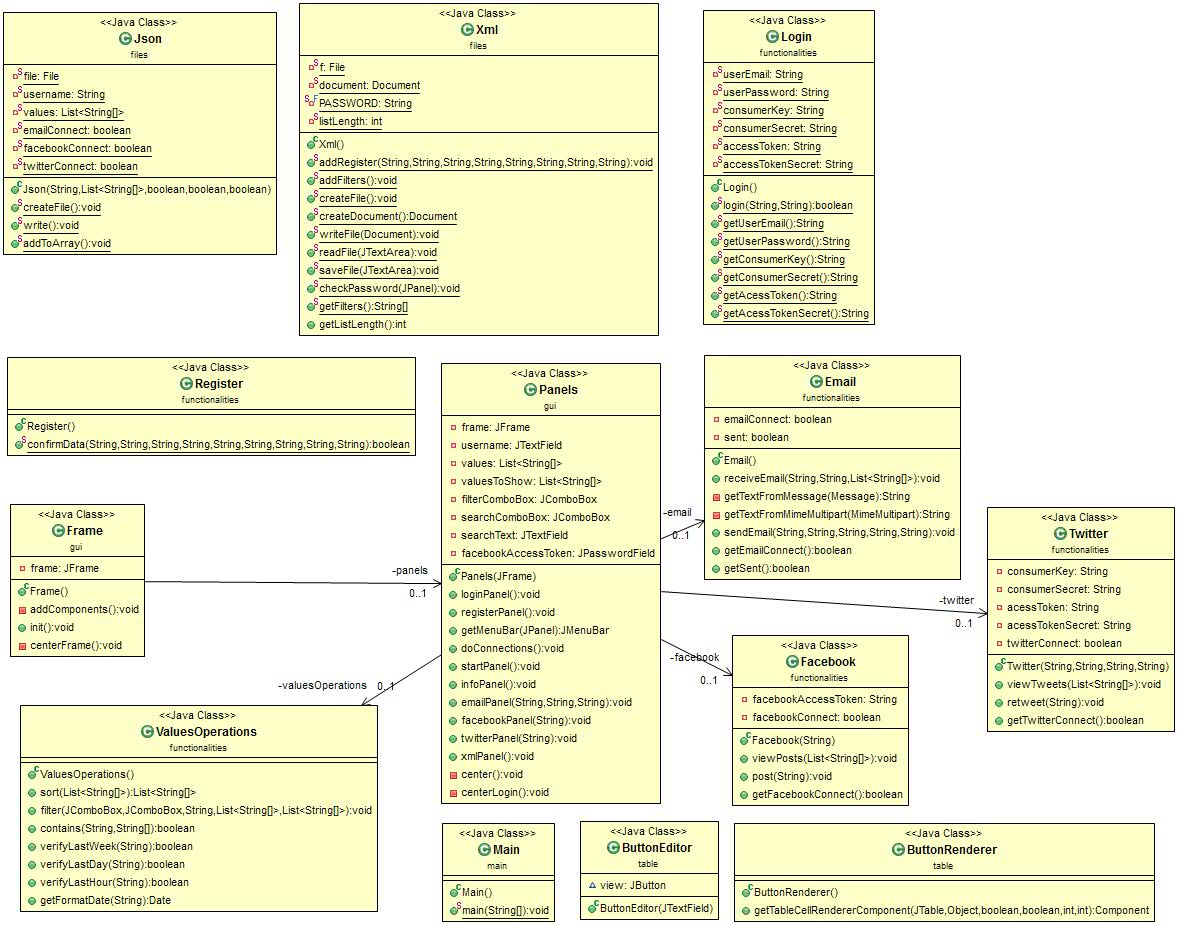 <<Java Class>>
Json
files
file: File
username: String
values: List<String[]>
emailConnect: boolean
facebookConnect: boolean
twitterConnect: boolean
Json(String,List<String[]>,boolean,boolean,boolean)
createFile():void
write():void
addToArray():void
<<Java Class>>
Xml
files
f: File
document: Document
PASSWORD: String
listLength: int
Xml()
addRegister(String,String,String,String,String,String,String,String):void
addFilters():void
createFile():void
createDocument():Document
writeFile(Document):void
readFile(JTextArea):void
saveFile(JTextArea):void
checkPassword(JPanel):void
getFilters():String[]
getListLength():int
<<Java Class>>
Login
functionalities
userEmail: String
userPassword: String
consumerKey: String
consumerSecret: String
accessToken: String
accessTokenSecret: String
Login()
login(String,String):boolean
getUserEmail():String
getUserPassword():String
getConsumerKey():String
getConsumerSecret():String
getAcessToken():String
getAcessTokenSecret():String
<<Java Class>>
Register
functionalities
Register()
confirmData(String,String,String,String,String,String,String,String,String):boolean
<<Java Class>>
Frame
gui
frame: JFrame
Frame()
addComponents():void
init():void
centerFrame():void
-panels
0..1
<<Java Class>>
Panels
gui
frame: JFrame
username: JTextField
values: List<String[]>
valuesToShow: List<String[]>
filterComboBox: JComboBox
searchComboBox: JComboBox
searchText: JTextField
facebookAccessToken: JPasswordField
Panels(JFrame)
loginPanel():void
registerPanel():void
getMenuBar(JPanel):JMenuBar
doConnections():void
startPanel():void
infoPanel():void
emailPanel(String,String,String):void
facebookPanel(String):void
twitterPanel(String):void
xmlPanel():void
center():void
centerLogin():void
-email
0..1
<<Java Class>>
Email
functionalities
emailConnect: boolean
sent: boolean
Email()
receiveEmail(String,String,List<String[]>):void
getTextFromMessage(Message):String
getTextFromMimeMultipart(MimeMultipart):String
sendEmail(String,String,String,String,String):void
getEmailConnect():boolean
getSent():boolean
-twitter
0..1
<<Java Class>>
Twitter
functionalities
consumerKey: String
consumerSecret: String
acessToken: String
acessTokenSecret: String
twitterConnect: boolean
Twitter(String,String,String,String)
viewTweets(List<String[]>):void
retweet(String):void
getTwitterConnect():boolean
-facebook
0..1
<<Java Class>>
Facebook
functionalities
facebookAccessToken: String
facebookConnect: boolean
Facebook(String)
viewPosts(List<String[]>):void
post(String):void
getFacebookConnect():boolean
-valuesOperations
0..1
<<Java Class>>
ValuesOperations
functionalities
ValuesOperations()
sort(List<String[]>):List<String[]>
filter(JComboBox,JComboBox,String,List<String[]>,List<String[]>):void
contains(String,String[]):boolean
verifyLastWeek(String):boolean
verifyLastDay(String):boolean
verifyLastHour(String):boolean
getFormatDate(String):Date
<<Java Class>>
Main
main
Main()
main(String[]):void
<<Java Class>>
ButtonEditor
table
view: JButton
ButtonEditor(JTextField)
<<Java Class>>
ButtonRenderer
table
ButtonRenderer()
getTableCellRendererComponent(JTable,Object,boolean,boolean,int,int):Component